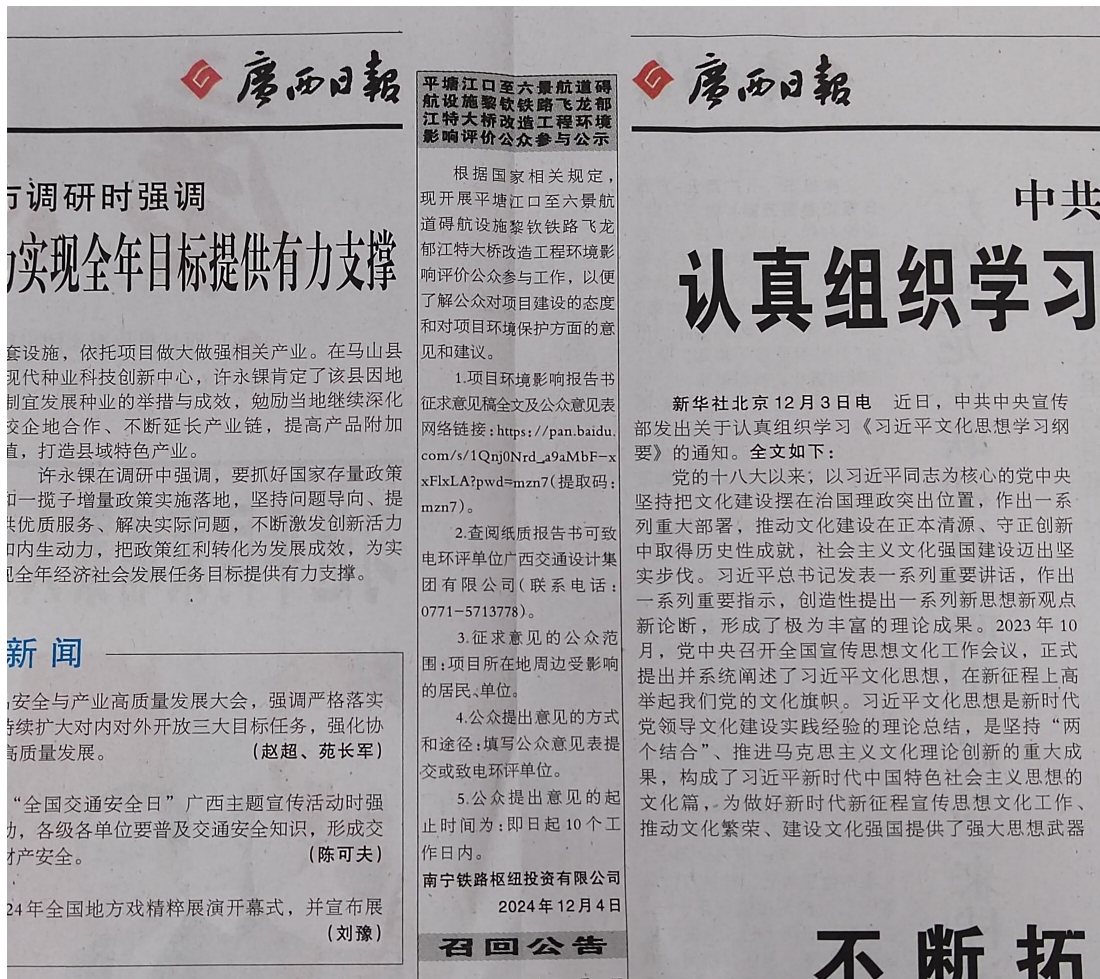 廣西日報
调研时强调
实现全年目标提供有力支撑
套设施，依托项目做大做强相关产业。在马山县
现代种业科技创新中心，许永锞肯定了该县因地
制宜发展种业的举措与成效，勉励当地继续深化
校企地合作、不断延长产业链，提高产品附加
值，打造县域特色产业。
许永锞在调研中强调，要抓好国家存量政策
和一揽子增量政策实施落地，坚持问题导向、提
供优质服务、解决实际问题，不断激发创新活力
和内生动力，把政策红利转化为发展成效，为实
现全年经济社会发展任务目标提供有力支撑。
新闻
安全与产业高质量发展大会，强调严格落实
持续扩大对内对外开放三大目标任务，强化协
高质量发展。（赵超、苑长军）
“全国交通安全日”广西主题宣传活动时强
，各级各单位要普及交通安全知识，形成交
财产安全。（陈可夫）
24年全国地方戏精粹展演开幕式，并宣布展
（刘豫）
平塘江口至六景航道碍
航设施黎钦铁路飞龙郁
江特大桥改造工程环境
影响评价公众参与公示
根据国家相关规定，
现开展平塘江口至六景航
道碍航设施黎钦铁路飞龙
郁江特大桥改造工程环境影
响评价公众参与工作，以便
了解公众对项目建设的态度
和对项目环境保护方面的意
见和建议。
1.项目环境影响报告书
征求意见稿全文及公众意见表
网络链接：https：//pan.baidu.
com/s/1Qnj0Nrd_a9aMbF-x
xFlxLA?pwd=mzn7（提取码：
mzn7）。
2.查阅纸质报告书可致
电环评单位广西交通设计集
团有限公司（联系电话：
0771-5713778）。
3.征求意见的公众范
围：项目所在地周边受影响
的居民、单位。
4.公众提出意见的方式
和途径：填写公众意见表提
交或致电环评单位。
5.公众提出意见的起
止时间为：即日起10个工
作日内。
南宁铁路枢纽投资有限公司
2024年12月4日
召回公告
廣西日報
中共
认真组织学习
新华社北京12月3日电　近日，中共中央宣传
部发出关于认真组织学习《习近平文化思想学习纲
要》的通知。全文如下：
党的十八大以来，以习近平同志为核心的党中央
坚持把文化建设摆在治国理政突出位置，作出一系
列重大部署，推动文化建设在正本清源、守正创新
中取得历史性成就，社会主义文化强国建设迈出坚
实步伐。习近平总书记发表一系列重要讲话，作出
一系列重要指示，创造性提出一系列新思想新观点
新论断，形成了极为丰富的理论成果。2023年10
月，党中央召开全国宣传思想文化工作会议，正式
提出并系统阐述了习近平文化思想，在新征程上高
举起我们党的文化旗帜。习近平文化思想是新时代
党领导文化建设实践经验的理论总结，是坚持“两
个结合”、推进马克思主义文化理论创新的重大成
果，构成了习近平新时代中国特色社会主义思想的
文化篇，为做好新时代新征程宣传思想文化工作、
推动文化繁荣、建设文化强国提供了强大思想武器
不断拓